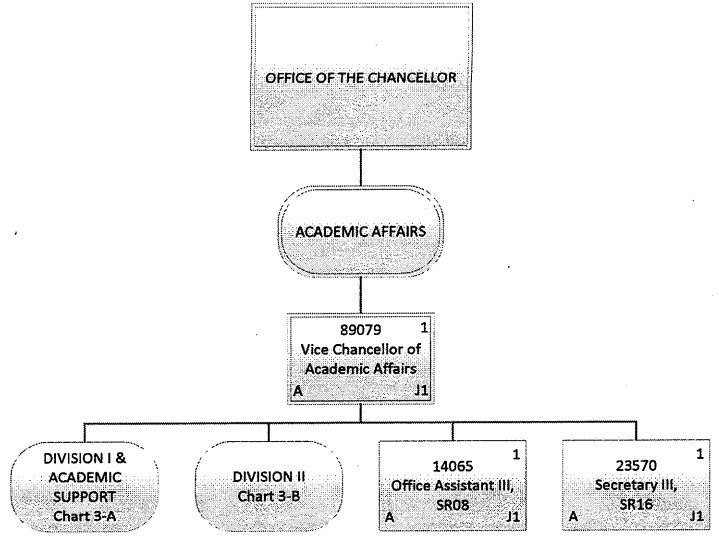 OFFICE OF THE CHANCELLOR
ACADEMIC AFFAIRS
89079 1
Vice Chancellor of
Academic Affairs
A J1
DIVISION I &
ACADEMIC
SUPPORT
Chart 3-A
DIVISION II
Chart 3-B
1
14065
Office Assistant III,
SR08
A J1
1
23570
Secretary III,
SR16
A J1